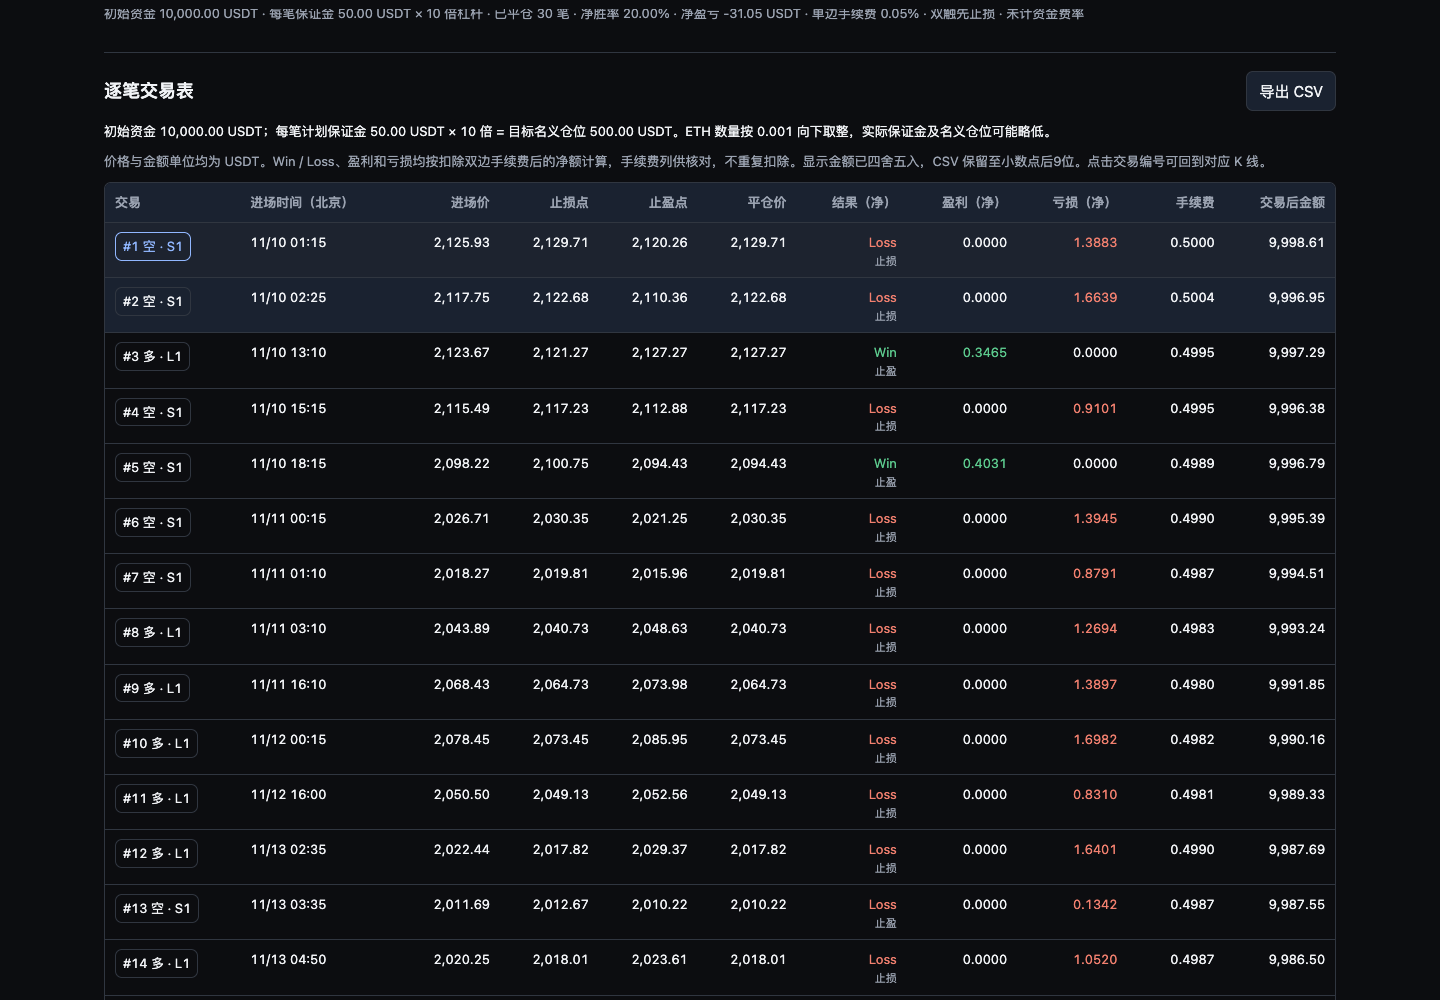 初始资金 10,000.00 USDT · 每笔保证金 50.00 USDT × 10 倍杠杆 · 已平仓 30 笔 · 净胜率 20.00% · 净盈亏 -31.05 USDT · 单边手续费 0.05% · 双触先止损 · 未计资金费率
逐笔交易表
导出 CSV
初始资金 10,000.00 USDT；每笔计划保证金 50.00 USDT × 10 倍 = 目标名义仓位 500.00 USDT。ETH 数量按 0.001 向下取整，实际保证金及名义仓位可能略低。
价格与金额单位均为 USDT。Win / Loss、盈利和亏损均按扣除双边手续费后的净额计算，手续费列供核对，不重复扣除。显示金额已四舍五入，CSV 保留至小数点后9位。点击交易编号可回到对应 K 线。
交易 进场时间（北京） 进场价 止损点 止盈点 平仓价 结果（净） 盈利（净） 亏损（净） 手续费 交易后金额
#1 空 · S1 11/10 01:15 2,125.93 2,129.71 2,120.26 2,129.71 Loss 0.0000 1.3883 0.5000 9,998.61
止损
#2 空 · S1 11/10 02:25 2,117.75 2,122.68 2,110.36 2,122.68 Loss 0.0000 1.6639 0.5004 9,996.95
止损
#3 多 · L1 11/10 13:10 2,123.67 2,121.27 2,127.27 2,127.27 Win 0.3465 0.0000 0.4995 9,997.29
止盈
#4 空 · S1 11/10 15:15 2,115.49 2,117.23 2,112.88 2,117.23 Loss 0.0000 0.9101 0.4995 9,996.38
止损
#5 空 · S1 11/10 18:15 2,098.22 2,100.75 2,094.43 2,094.43 Win 0.4031 0.0000 0.4989 9,996.79
止盈
#6 空 · S1 11/11 00:15 2,026.71 2,030.35 2,021.25 2,030.35 Loss 0.0000 1.3945 0.4990 9,995.39
止损
#7 空 · S1 11/11 01:10 2,018.27 2,019.81 2,015.96 2,019.81 Loss 0.0000 0.8791 0.4987 9,994.51
止损
#8 多 · L1 11/11 03:10 2,043.89 2,040.73 2,048.63 2,040.73 Loss 0.0000 1.2694 0.4983 9,993.24
止损
#9 多 · L1 11/11 16:10 2,068.43 2,064.73 2,073.98 2,064.73 Loss 0.0000 1.3897 0.4980 9,991.85
止损
#10 多 · L1 11/12 00:15 2,078.45 2,073.45 2,085.95 2,073.45 Loss 0.0000 1.6982 0.4982 9,990.16
止损
#11 多 · L1 11/12 16:00 2,050.50 2,049.13 2,052.56 2,049.13 Loss 0.0000 0.8310 0.4981 9,989.33
止损
#12 多 · L1 11/13 02:35 2,022.44 2,017.82 2,029.37 2,017.82 Loss 0.0000 1.6401 0.4990 9,987.69
止损
#13 空 · S1 11/13 03:35 2,011.69 2,012.67 2,010.22 2,010.22 Loss 0.0000 0.1342 0.4987 9,987.55
止盈
#14 多 · L1 11/13 04:50 2,020.25 2,018.01 2,023.61 2,018.01 Loss 0.0000 1.0520 0.4987 9,986.50
止损